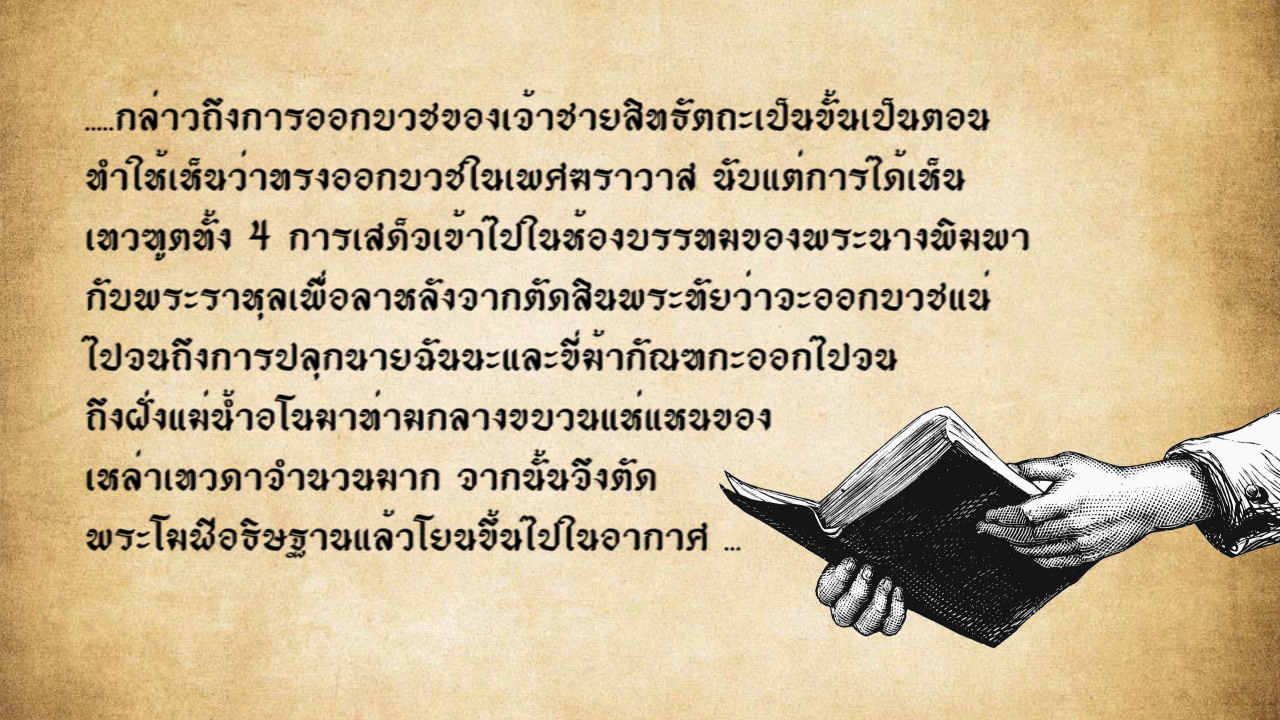 .....กล่าวถึงการออกบวชของเจ้าชายสิทธัตถะเป็นขั้นเป็นตอน
ทำให้เห็นว่าทรงออกบวชในเพศฆราวาส นับแต่การได้เห็น
เทวทูตทั้ง 4 การเสด็จเข้าไปในห้องบรรทมของพระนางพิมพา
กับพระราหุลเพื่อลาหลังจากตัดสินพระทัยว่าจะออกบวชแน่
ไปจนถึงการปลุกนายฉันนะและขี่ม้ากัณฑกะออกไปจน
ถึงฝั่งแม่น้ำอโนมาท่ามกลางขบวนแห่แหนของ
เหล่าเทวดาจำนวนมาก จากนั้นจึงตัด
พระโมฬีอธิษฐานแล้วโยนขึ้นไปในอากาศ ...